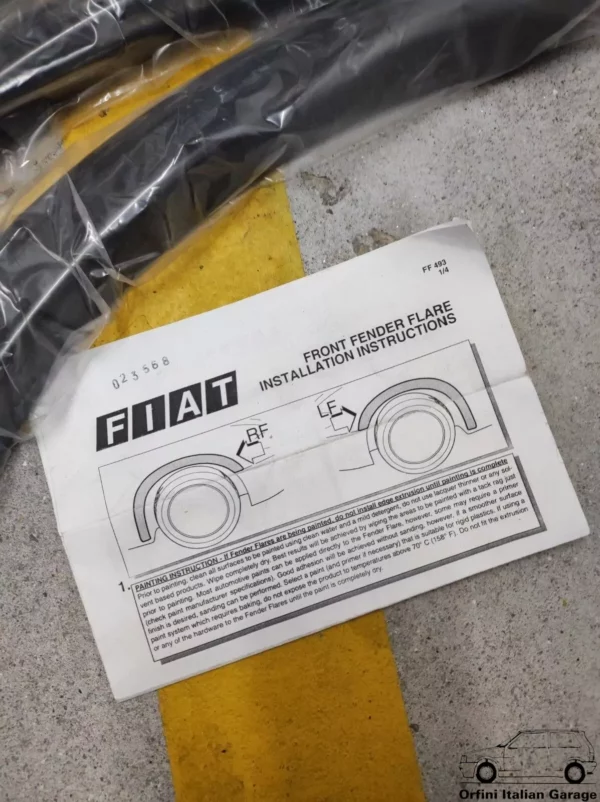 FF 493
1/4
023568
FIAT
FRONT FENDER FLARE
INSTALLATION INSTRUCTIONS
RF
LF
1. PAINTING INSTRUCTION - If Fender Flares are being painted, do not install edge extrusion until painting is complete
Prior to painting, clean all surfaces to be painted using clean water and a mild detergent, do not use lacquer thinner or any sol-
vent based products. Wipe completely dry. Best results will be achieved by wiping the areas to be painted with a tack rag just
prior to painting. Most automotive paints can be applied directly to the Fender Flare, however, some may require a primer
(check paint manufacturer specifications). Good adhesion will be achieved without sanding, however, if a smoother surface
finish is desired, sanding can be performed. Select a paint (and primer if necessary) that is suitable for rigid plastics. If using a
paint system which requires baking, do not expose the product to temperatures above 70° C (158° F). Do not fit the extrusion
or any of the hardware to the Fender Flares until the paint is completely dry.
Orfini Italian Garage